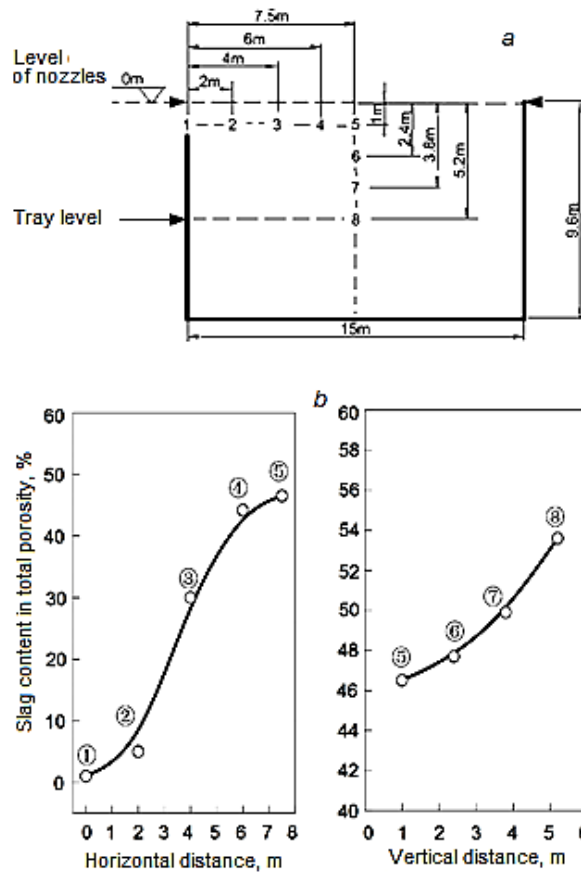 7.5m
a
6m
Level
of nozzles
4m
0m
2m
1 2 3 4 5
1m
6
2.4m
7
3.8m
5.2m
Tray level
8
9.6m
15m
b
Slag content in total porosity, %
60
50
40
30
20
10
0
① ② ③ ④ ⑤
0 1 2 3 4 5 6 7 8
Horizontal distance, m
60
58
56
54
52
50
48
46
44
42
40
⑤ ⑥ ⑦ ⑧
0 1 2 3 4 5 6
Vertical distance, m